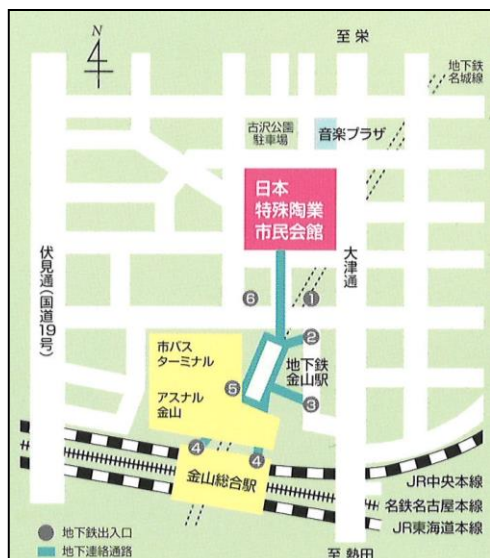 N
至 栄
地下鉄
名城線
古沢公園
駐車場
音楽プラザ
日本
特殊陶業
市民会館
伏見通(国道19号)
大津通
⑥
①
②
市バス
ターミナル
地下鉄
金山駅
アスナル
金山
⑤
③
④
④
金山総合駅
JR中央本線
名鉄名古屋本線
JR東海道本線
地下鉄出入口
地下連絡通路
至 熱田